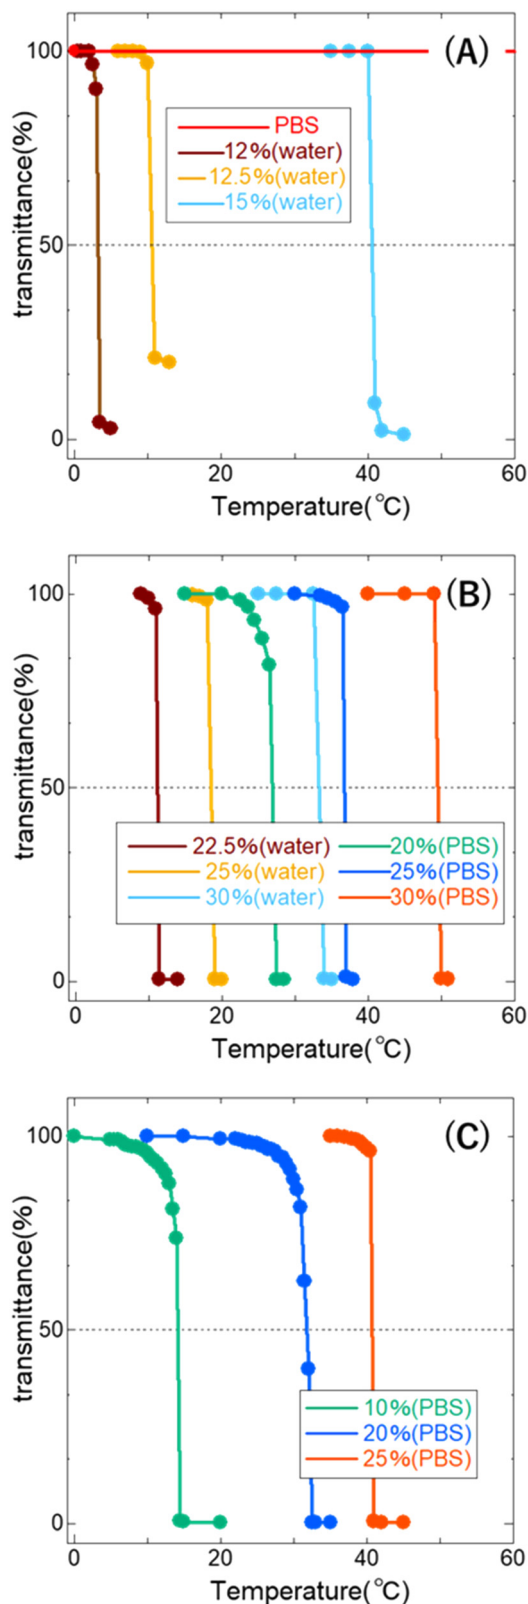 (A)
100
50
0
transmittance(%)
PBS
12%(water)
12.5%(water)
15%(water)
0 20 40 60
Temperature(℃)
(B)
100
50
0
transmittance(%)
22.5%(water) 20%(PBS)
25%(water) 25%(PBS)
30%(water) 30%(PBS)
0 20 40 60
Temperature(℃)
(C)
100
50
0
transmittance(%)
10%(PBS)
20%(PBS)
25%(PBS)
0 20 40 60
Temperature(℃)